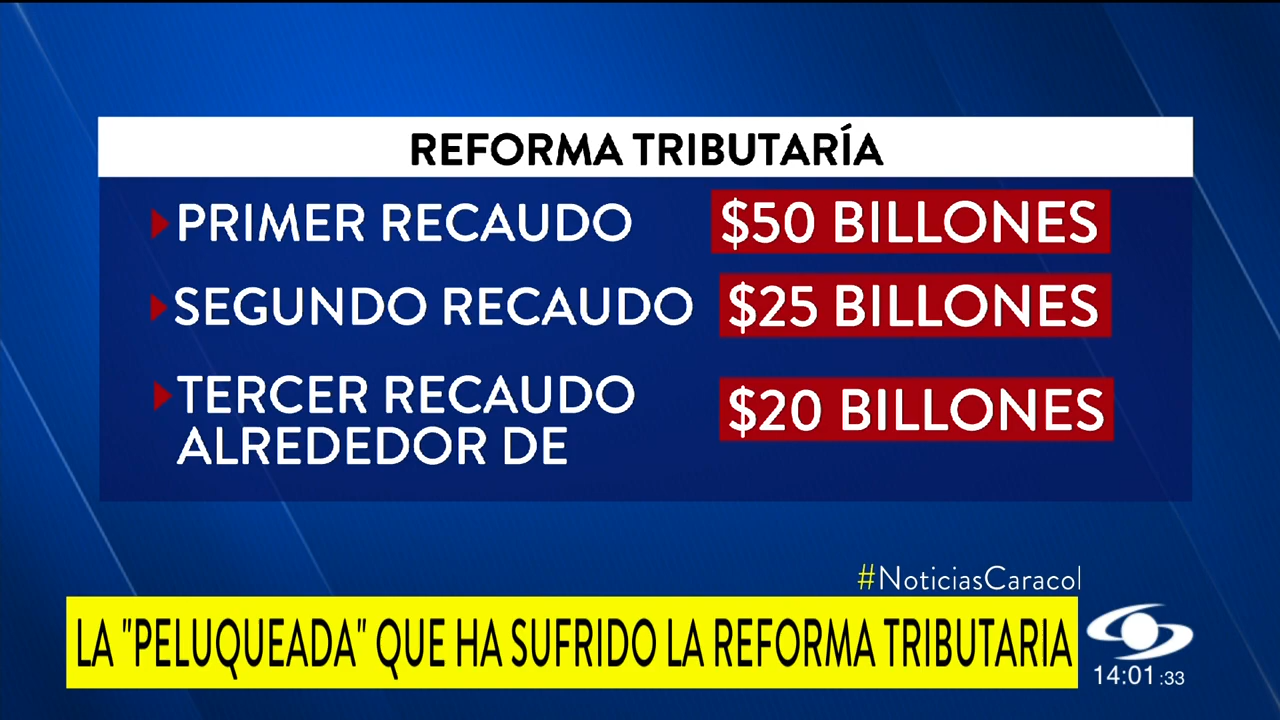 REFORMA TRIBUTARÍA
PRIMER RECAUDO $50 BILLONES
SEGUNDO RECAUDO $25 BILLONES
TERCER RECAUDO
ALREDEDOR DE $20 BILLONES
#NoticiasCaracol
LA "PELUQUEADA" QUE HA SUFRIDO LA REFORMA TRIBUTARIA
14:01:33